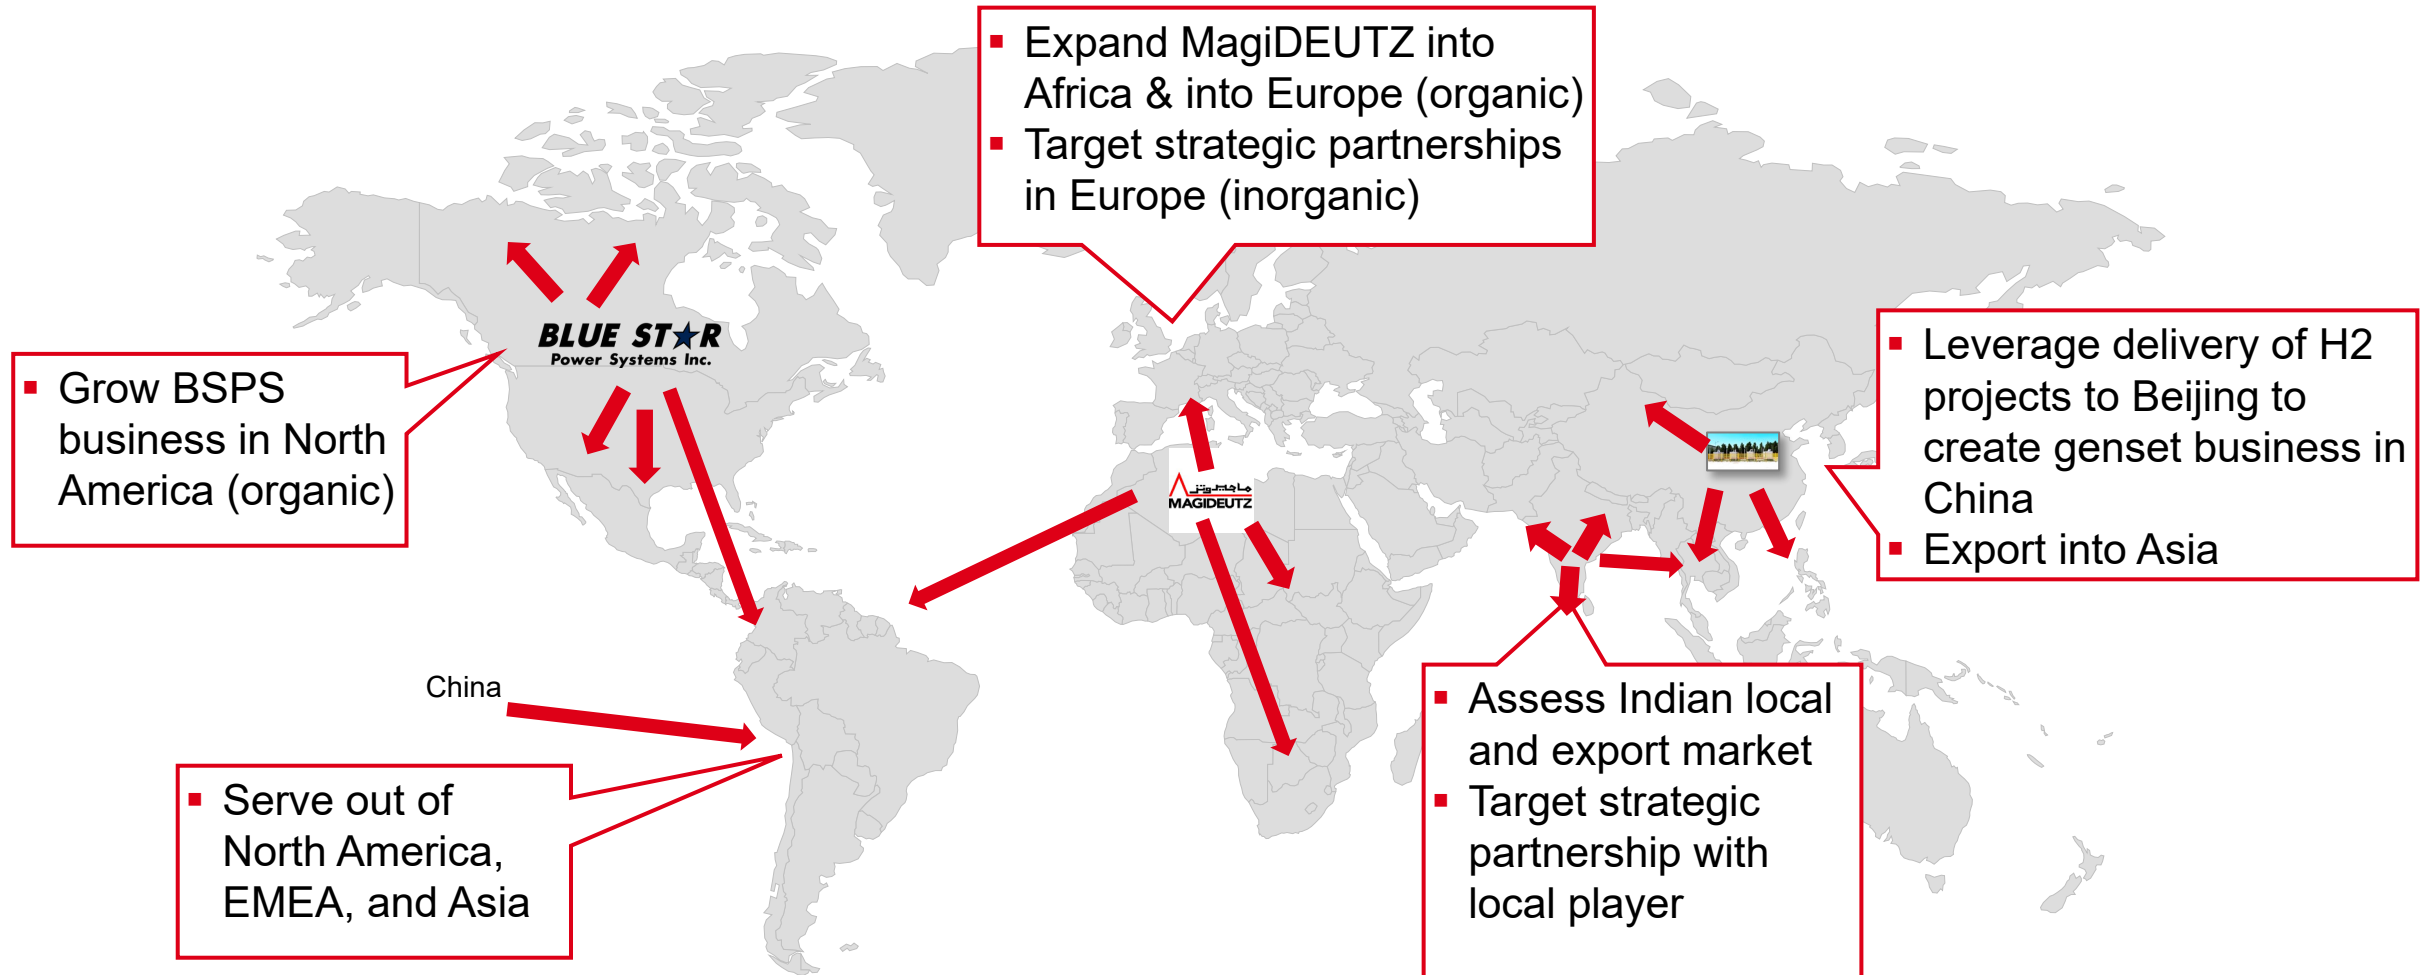 ▪ Expand MagiDEUTZ into
Africa & into Europe (organic)
▪ Target strategic partnerships
in Europe (inorganic)
BLUE ST★R
Power Systems Inc.
▪ Grow BSPS
business in North
America (organic)
▪ Leverage delivery of H2
projects to Beijing to
create genset business in
China
▪ Export into Asia
ماجيرويتز
MAGIDEUTZ
China
▪ Serve out of
North America,
EMEA, and Asia
▪ Assess Indian local
and export market
▪ Target strategic
partnership with
local player